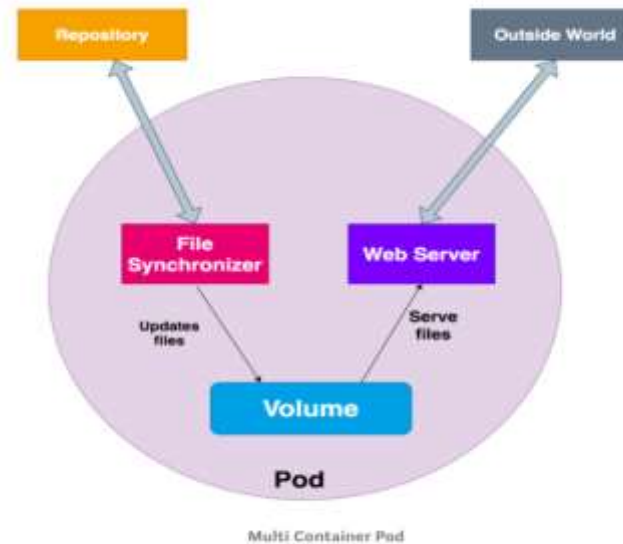 Repository
Outside World
File
Synchronizer
Web Server
Updates
files
Serve
files
Volume
Pod
Multi Container Pod